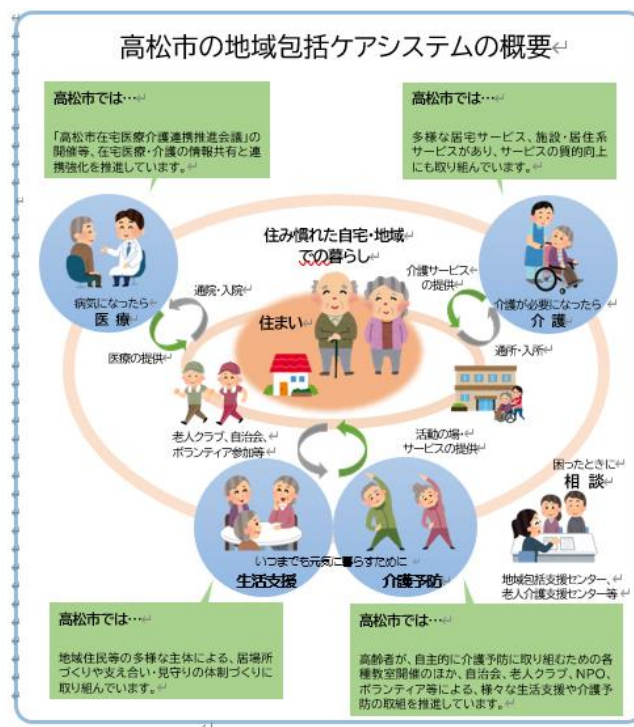 高松市の地域包括ケアシステムの概要
高松市では…
「高松市在宅医療介護連携推進会議」の
開催等、在宅医療・介護の情報共有と連
携強化を推進しています。
高松市では…
多様な居宅サービス、施設・居住系
サービスがあり、サービスの質的向上
にも取り組んでいます。
住み慣れた自宅・地域
での暮らし
病気になったら
医療
通院・入院
医療の提供
住まい
介護サービス
の提供
介護が必要になったら
介護
通所・入所
老人クラブ、自治会、
ボランティア参加等
活動の場・
サービスの提供
困ったときに
相談
いつまでも元気に暮らすために
生活支援
介護予防
地域包括支援センター、
老人介護支援センター等
高松市では…
地域住民等の多様な主体による、居場所
づくりや支え合い・見守りの体制づくり
に取り組んでいます。
高松市では…
高齢者が、自主的に介護予防に取り組むための各
種教室開催のほか、自治会、老人クラブ、NPO、
ボランティア等による、様々な生活支援や介護予
防の取組を推進しています。